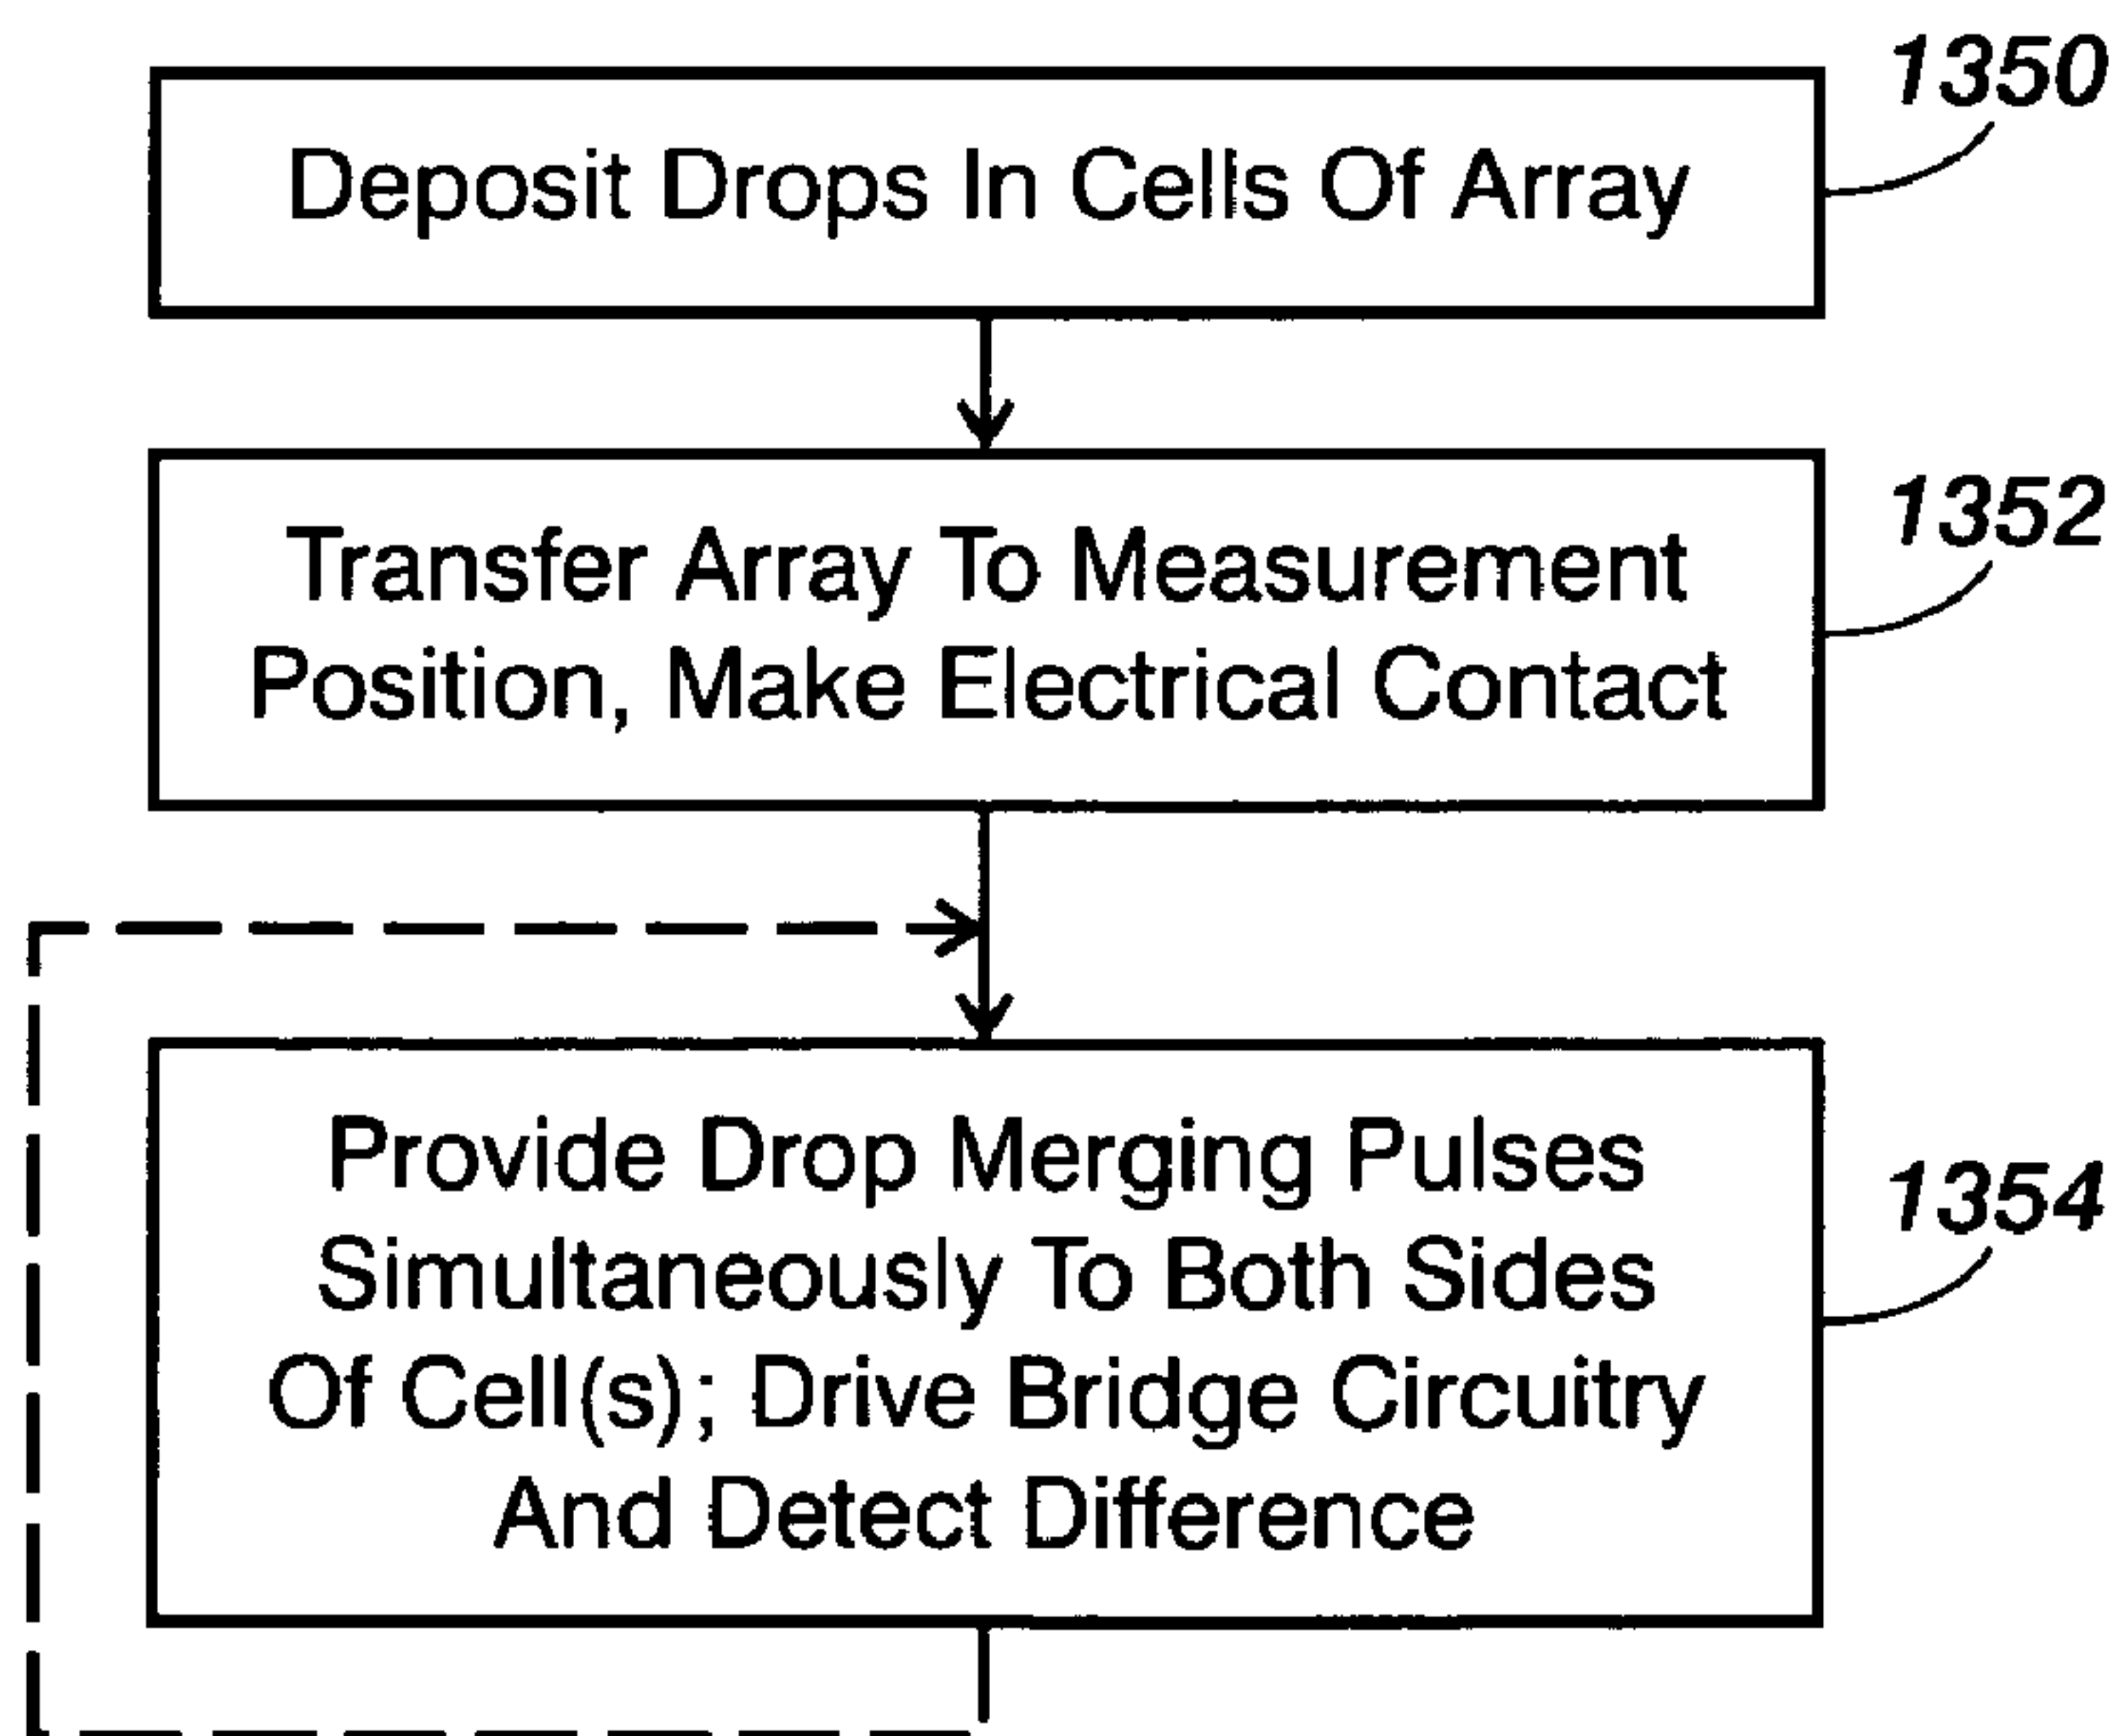 1350
Deposit Drops In Cells Of Array
1352
Transfer Array To Measurement
Position, Make Electrical Contact
1354
Provide Drop Merging Pulses
Simultaneously To Both Sides
Of Cell(s); Drive Bridge Circuitry
And Detect Difference